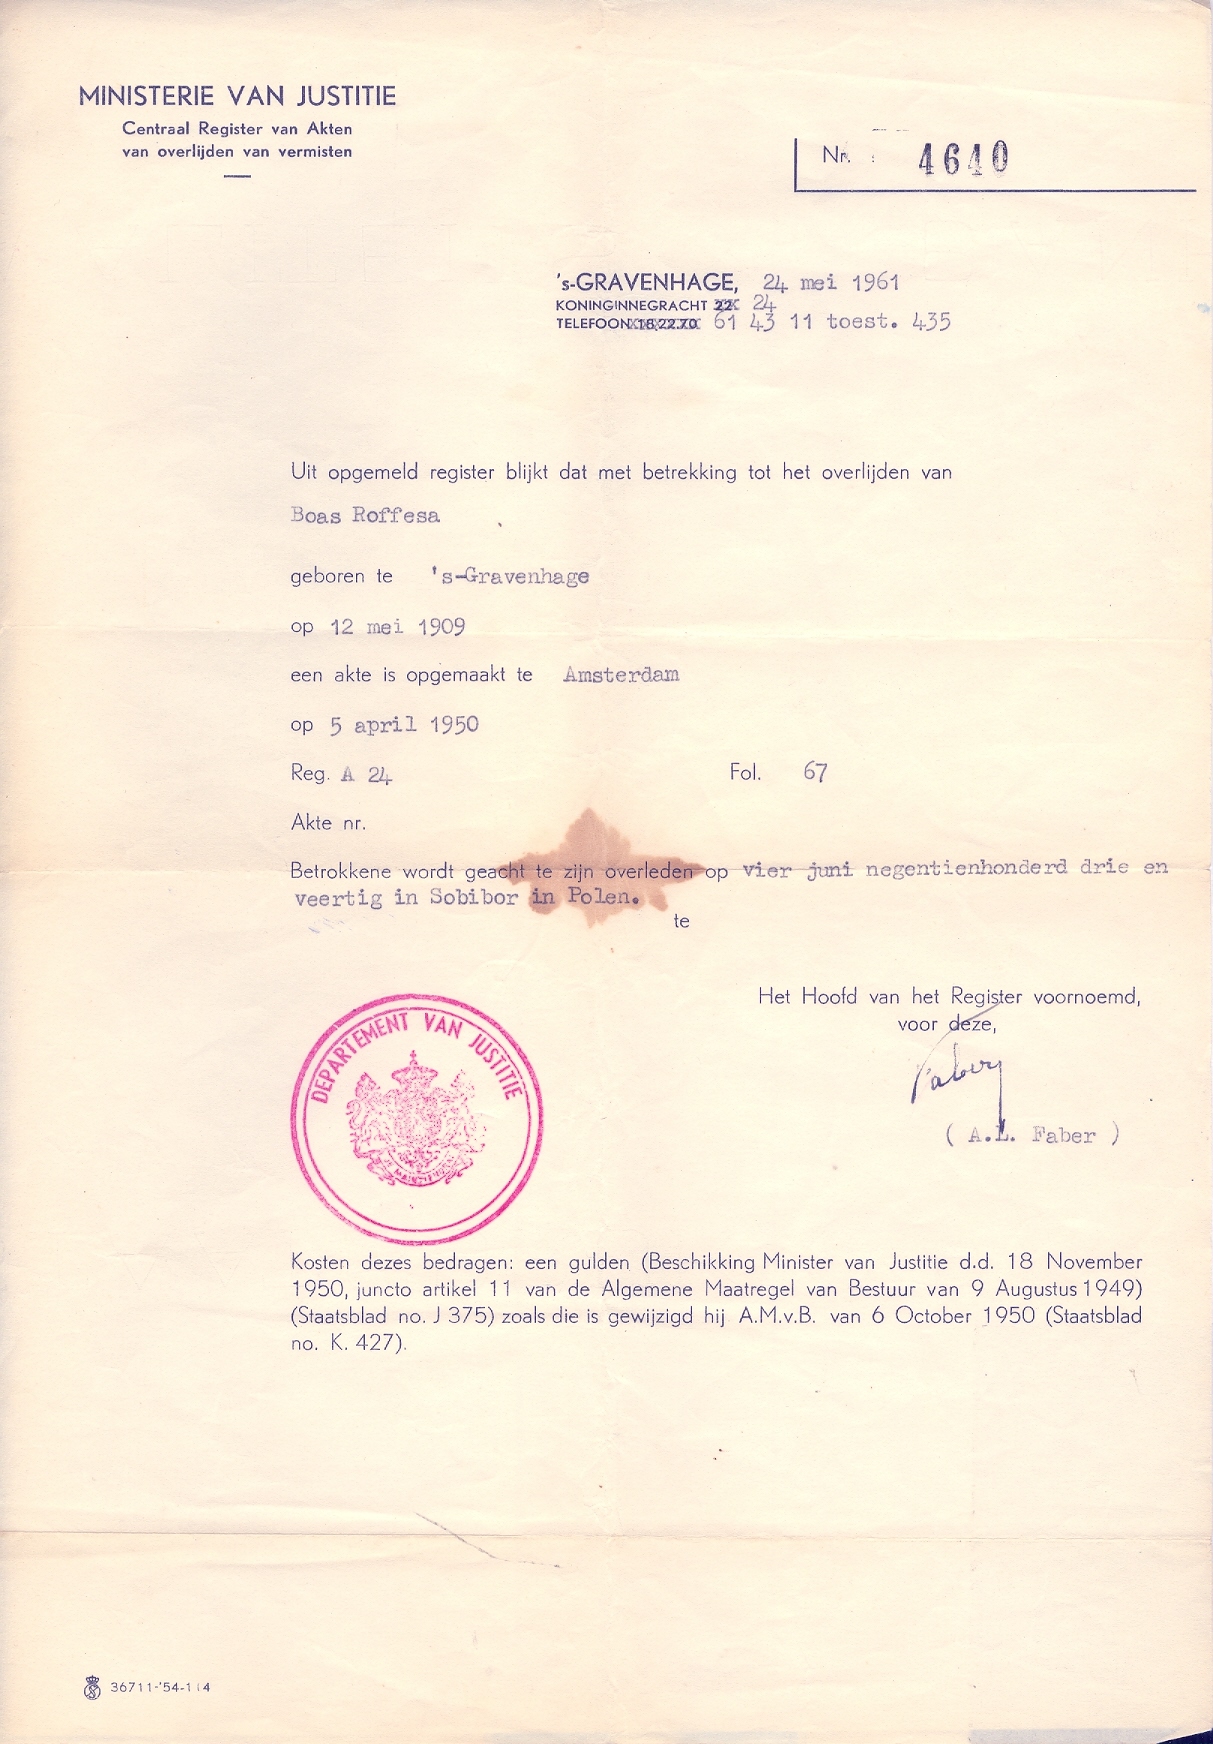 MINISTERIE VAN JUSTITIE
Centraal Register van Akten
van overlijden van vermisten
Nr. 4640
's-GRAVENHAGE, 24 mei 1961
KONINGINNEGRACHT 22 24
TELEFOON 18.22.70 61 43 11 toest. 435
Uit opgemeld register blijkt dat met betrekking tot het overlijden van
Boas Roffesa
geboren te 's-Gravenhage
op 12 mei 1909
een akte is opgemaakt te Amsterdam
op 5 april 1950
Reg. A 24 Fol. 67
Akte nr.
Betrokkene wordt geacht te zijn overleden op vier juni negentienhonderd drie en
veertig in Sobibor in Polen.
te
Het Hoofd van het Register voornoemd,
voor deze,
Faber
( A.L. Faber )
DEPARTEMENT VAN JUSTITIE
Kosten dezes bedragen: een gulden (Beschikking Minister van Justitie d.d. 18 November
1950, juncto artikel 11 van de Algemene Maatregel van Bestuur van 9 Augustus 1949)
(Staatsblad no. J 375) zoals die is gewijzigd hij A.M.v.B. van 6 October 1950 (Staatsblad
no. K. 427).
36711-'54-114